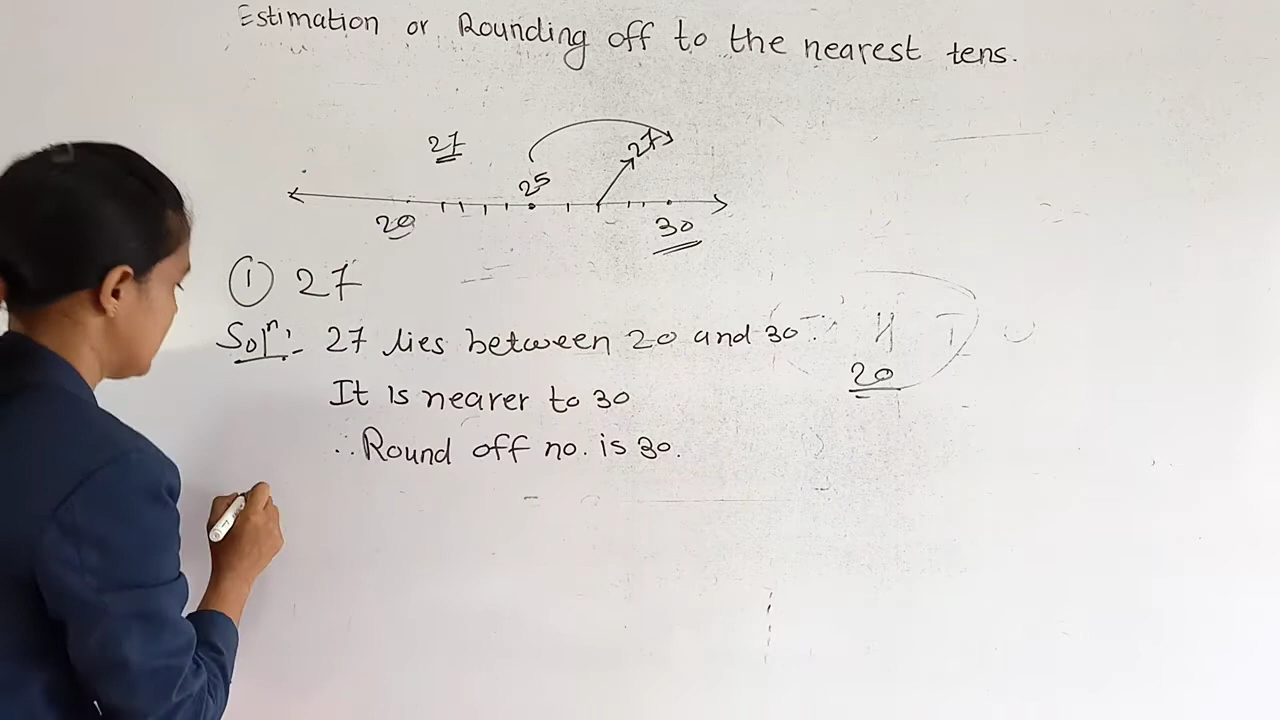 Estimation or Rounding off to the nearest tens.
27
27
25
20
30
① 27
Solⁿ:- 27 lies between 20 and 30.
H T U
20
It is nearer to 30
∴ Round off no. is 30.